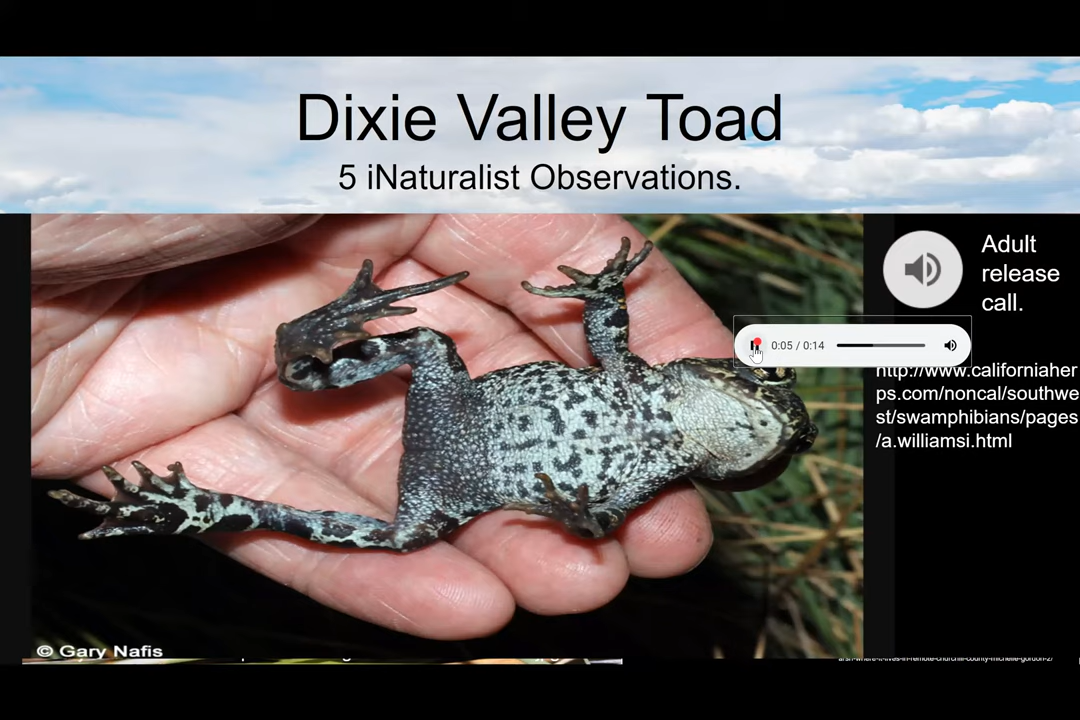 Dixie Valley Toad
5 iNaturalist Observations.
Adult
release
call.
0:05 / 0:14
http://www.californiaher
ps.com/noncal/southwe
st/swamphibians/pages
/a.williamsi.html
© Gary Nafis